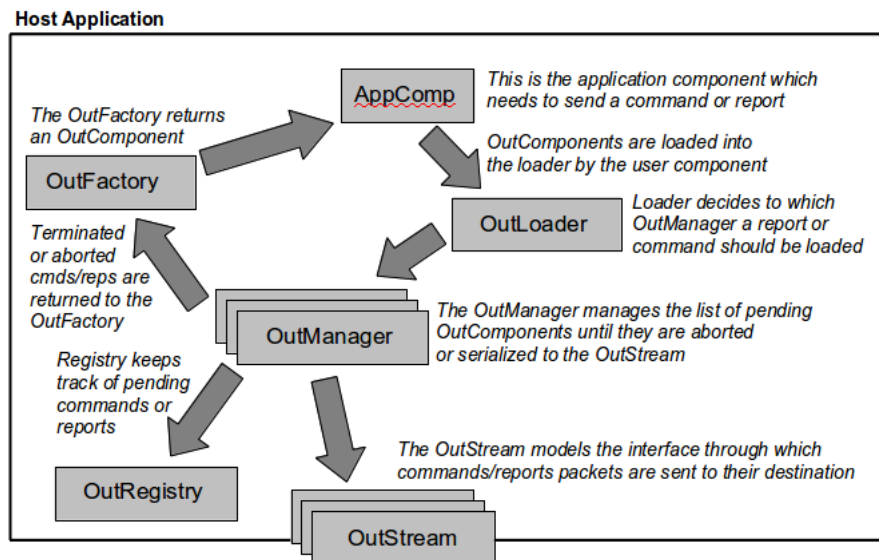 Host Application
AppComp
This is the application component which
needs to send a command or report
The OutFactory returns
an OutComponent
OutComponents are loaded into
the loader by the user component
OutFactory
OutLoader
Loader decides to which
OutManager a report or
command should be loaded
Terminated
or aborted
cmds/reps are
returned to the
OutFactory
OutManager
The OutManager manages the list of pending
OutComponents until they are aborted
or serialized to the OutStream
Registry keeps
track of pending
commands or
reports
The OutStream models the interface through which
commands/reports packets are sent to their destination
OutRegistry
OutStream